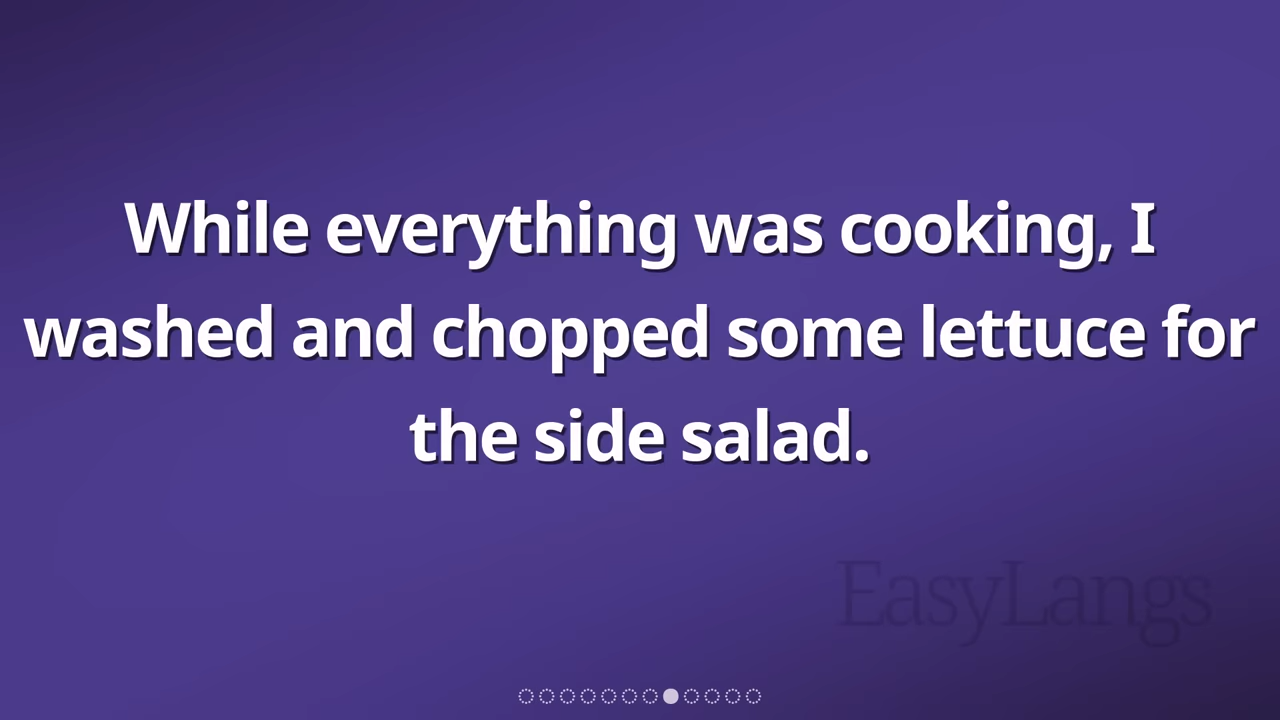 While everything was cooking, I
washed and chopped some lettuce for
the side salad.
EasyLangs